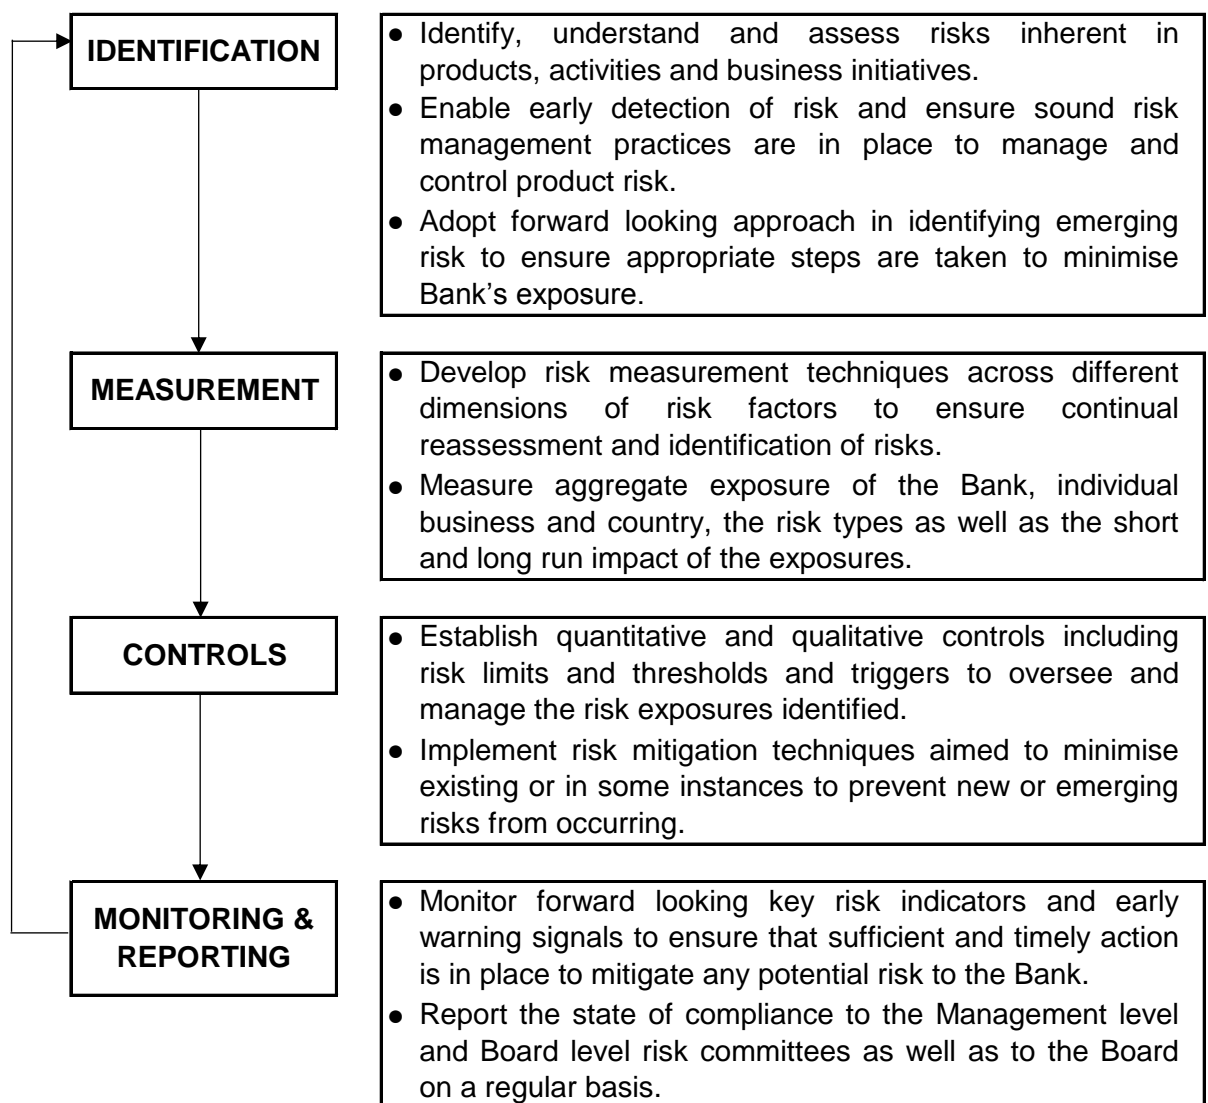 IDENTIFICATION
● Identify, understand and assess risks inherent in
products, activities and business initiatives.
● Enable early detection of risk and ensure sound risk
management practices are in place to manage and
control product risk.
● Adopt forward looking approach in identifying emerging
risk to ensure appropriate steps are taken to minimise
Bank’s exposure.
MEASUREMENT
● Develop risk measurement techniques across different
dimensions of risk factors to ensure continual
reassessment and identification of risks.
● Measure aggregate exposure of the Bank, individual
business and country, the risk types as well as the short
and long run impact of the exposures.
CONTROLS
● Establish quantitative and qualitative controls including
risk limits and thresholds and triggers to oversee and
manage the risk exposures identified.
● Implement risk mitigation techniques aimed to minimise
existing or in some instances to prevent new or emerging
risks from occurring.
MONITORING &
REPORTING
● Monitor forward looking key risk indicators and early
warning signals to ensure that sufficient and timely action
is in place to mitigate any potential risk to the Bank.
● Report the state of compliance to the Management level
and Board level risk committees as well as to the Board
on a regular basis.